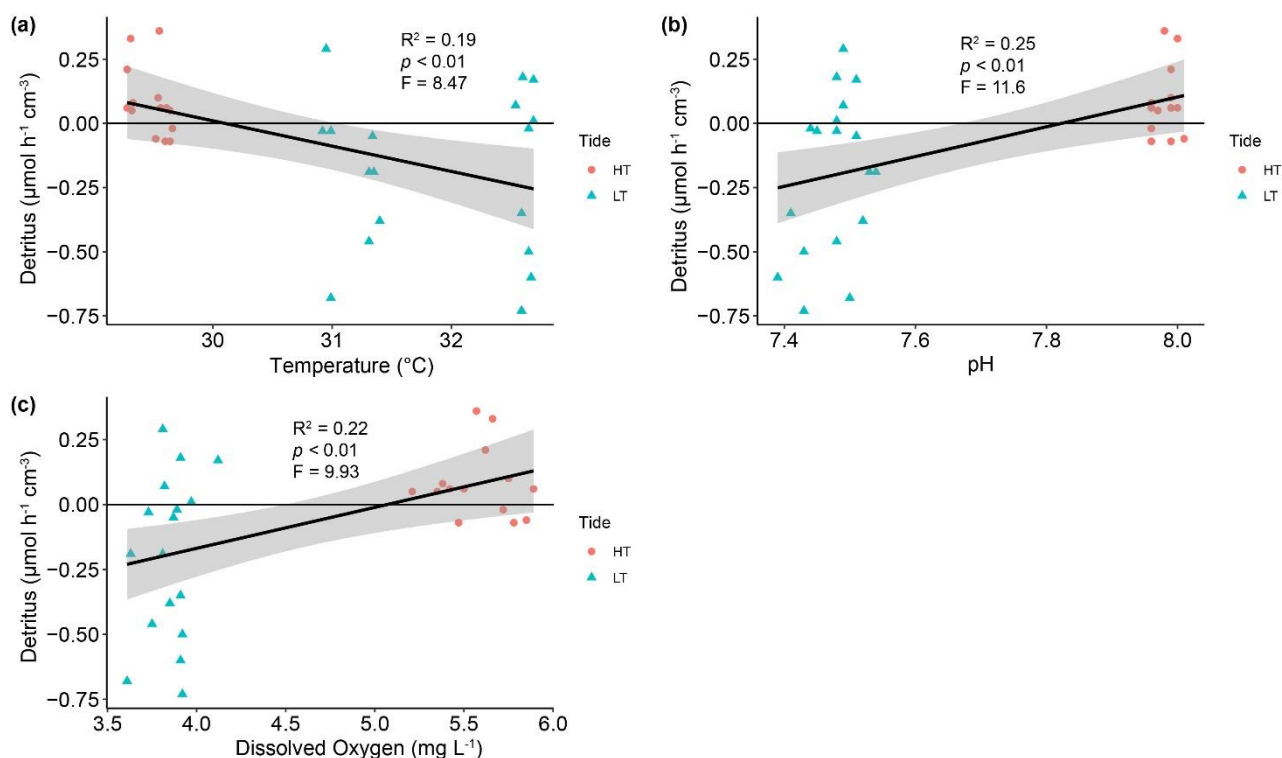 (a)
R² = 0.19
p < 0.01
F = 8.47
Detritus (µmol h⁻¹ cm⁻³)
0.25
0.00
−0.25
−0.50
−0.75
30
31
32
Temperature (°C)
Tide
HT
LT
(b)
R² = 0.25
p < 0.01
F = 11.6
Detritus (µmol h⁻¹ cm⁻³)
0.25
0.00
−0.25
−0.50
−0.75
7.4
7.6
7.8
8.0
pH
Tide
HT
LT
(c)
R² = 0.22
p < 0.01
F = 9.93
Detritus (µmol h⁻¹ cm⁻³)
0.25
0.00
−0.25
−0.50
−0.75
3.5
4.0
4.5
5.0
5.5
6.0
Dissolved Oxygen (mg L⁻¹)
Tide
HT
LT